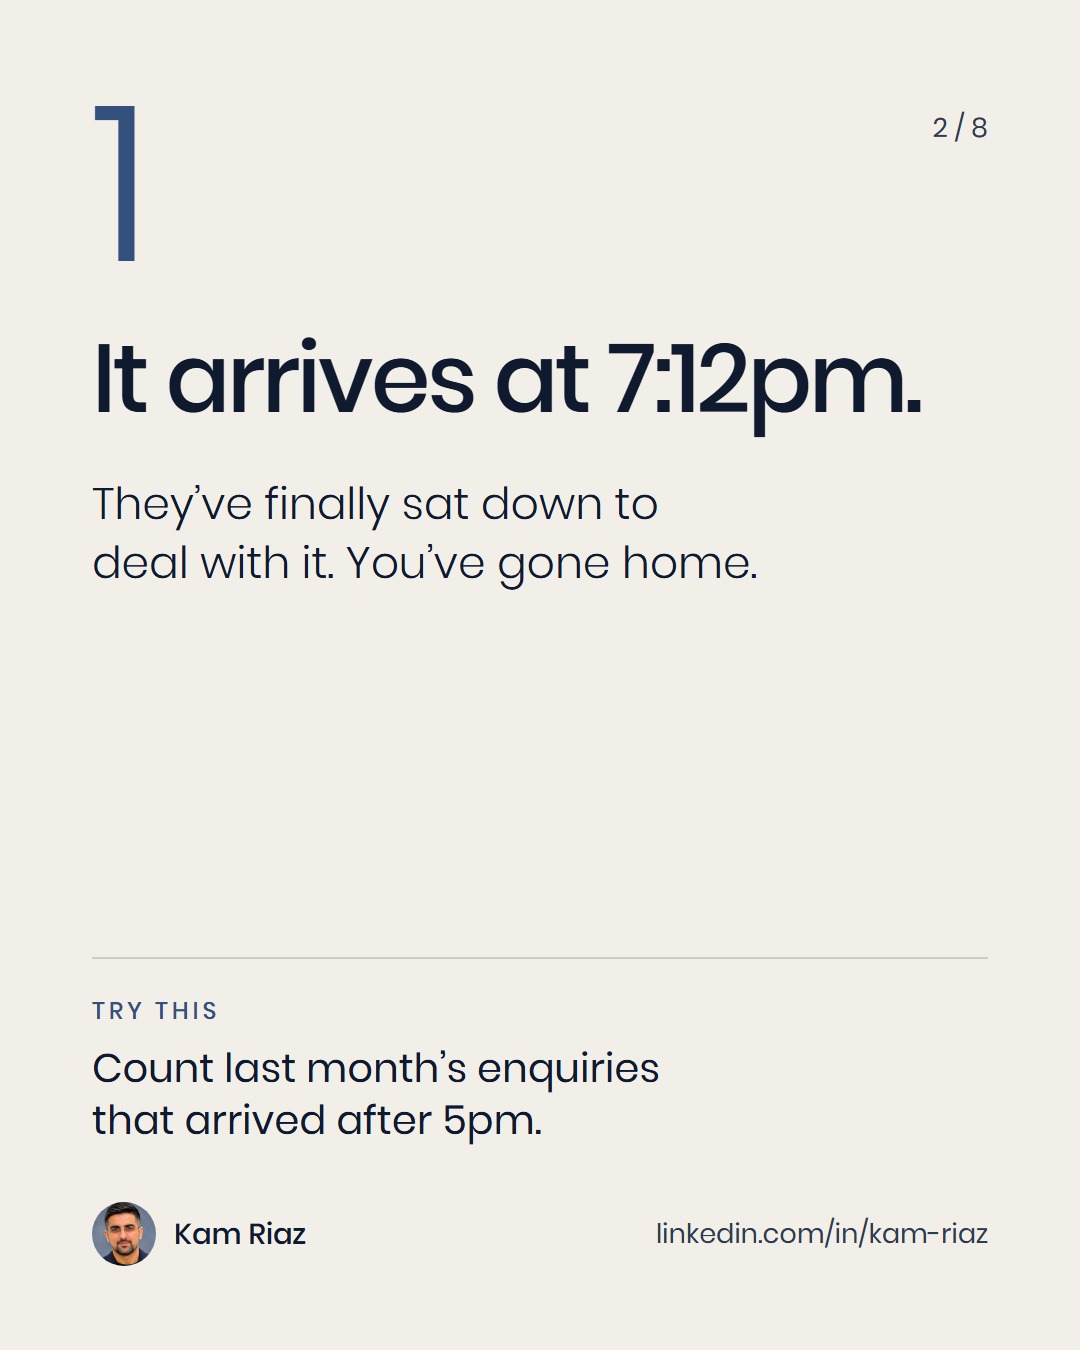 1
2 / 8
It arrives at 7:12pm.
They’ve finally sat down to
deal with it. You’ve gone home.
TRY THIS
Count last month’s enquiries
that arrived after 5pm.
Kam Riaz
linkedin.com/in/kam-riaz